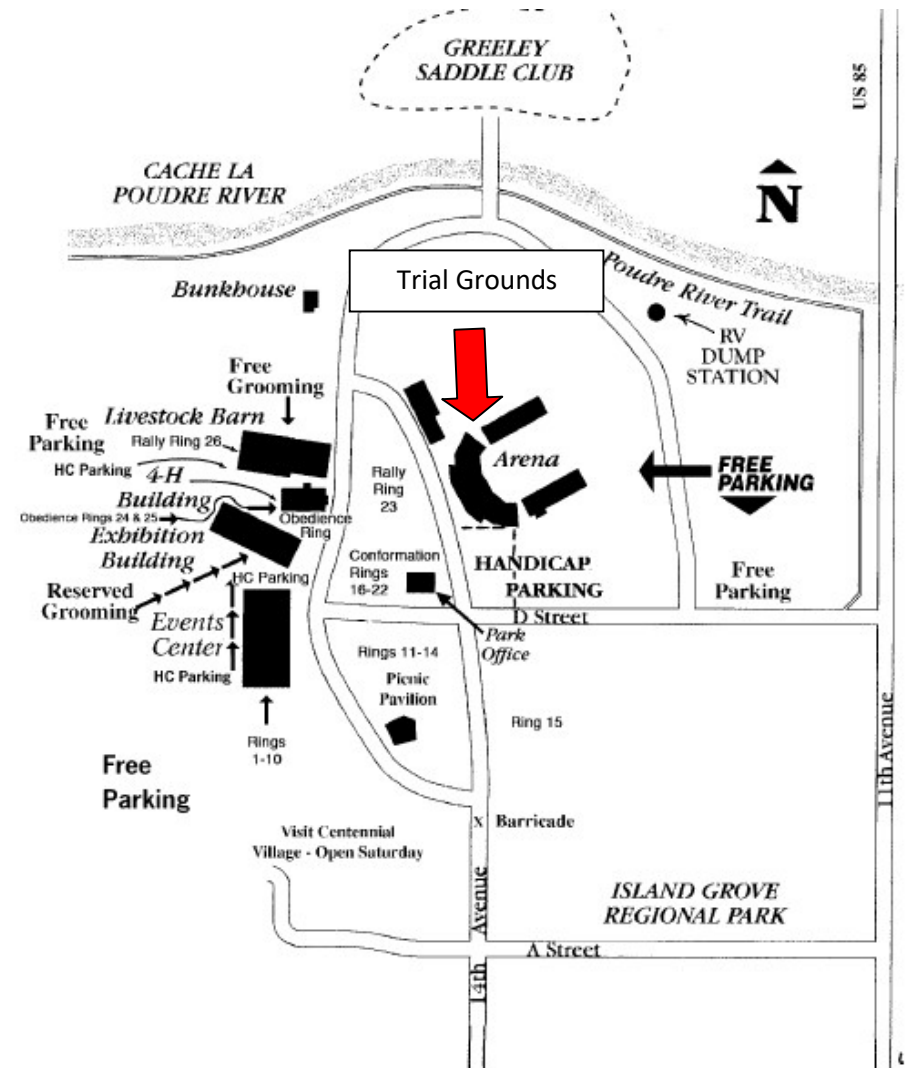 GREELEY
SADDLE CLUB
US 85
CACHE LA
POUDRE RIVER
N
Trial Grounds
Poudre River Trail
Bunkhouse
RV
DUMP
STATION
Free
Grooming
Livestock Barn
Free
Parking
Rally Ring 26
HC Parking
4-H
Building
Obedience Rings 24 & 25
Obedience
Ring
Exhibition
Building
Rally
Ring
23
Arena
FREE
PARKING
HC Parking
Reserved
Grooming
Conformation
Rings
16-22
HANDICAP
PARKING
Free
Parking
D Street
Events
Center
HC Parking
Park
Office
Rings 11-14
Picnic
Pavilion
Ring 15
Rings
1-10
Free
Parking
11th Avenue
X Barricade
Visit Centennial
Village - Open Saturday
ISLAND GROVE
REGIONAL PARK
A Street
14th Avenue